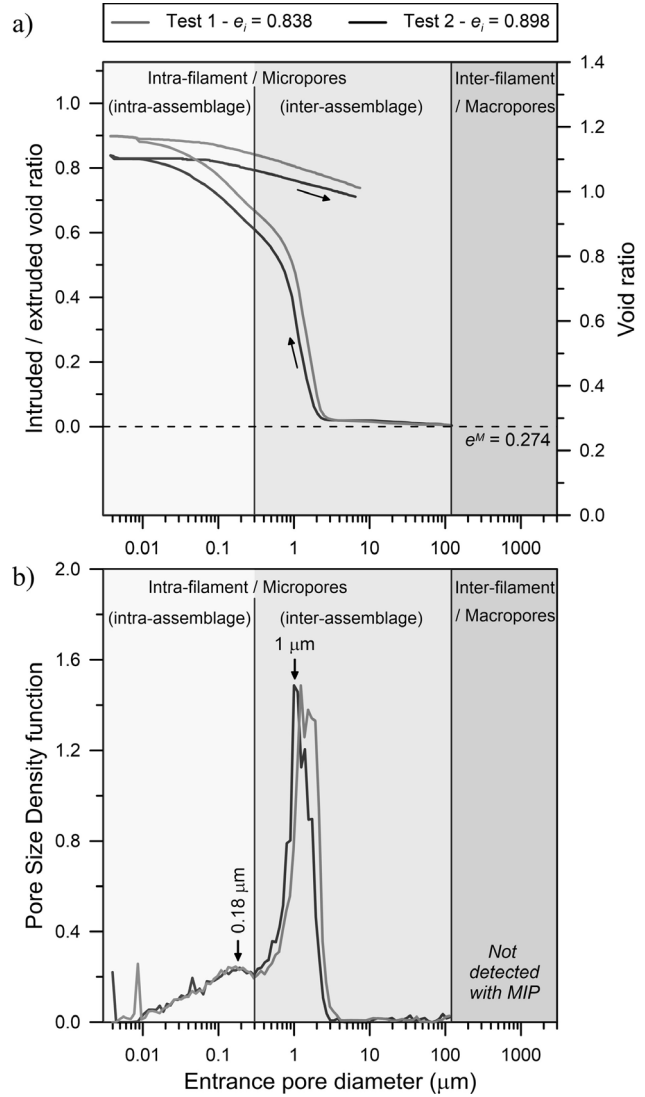 Test 1 - ei = 0.838 Test 2 - ei = 0.898
a)
Intra-filament / Micropores Inter-filament
(intra-assemblage) (inter-assemblage) / Macropores
Intruded / extruded void ratio
1.0
0.8
0.6
0.4
0.2
0.0
1.4
1.2
1.0
0.8
0.6
0.4
0.2
0.0
Void ratio
eM = 0.274
0.01 0.1 1 10 100 1000
b)
Intra-filament / Micropores Inter-filament
(intra-assemblage) (inter-assemblage) / Macropores
Pore Size Density function
2.0
1.6
1.2
0.8
0.4
0.0
1 μm
0.18 μm
Not
detected
with MIP
0.01 0.1 1 10 100 1000
Entrance pore diameter (μm)